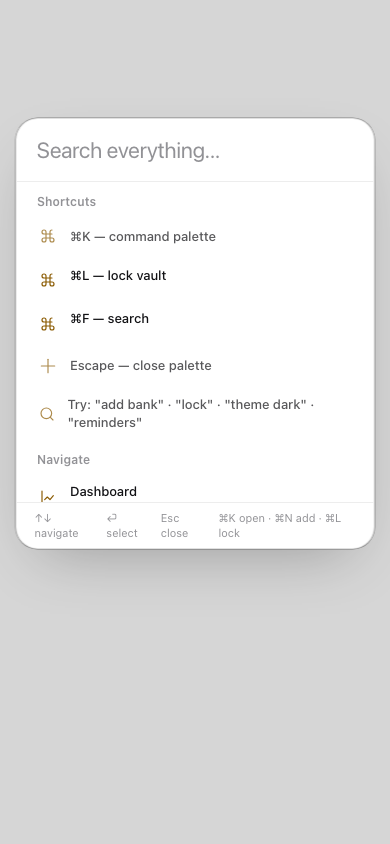 Search everything...
Shortcuts
⌘K — command palette
⌘L — lock vault
⌘F — search
Escape — close palette
Try: "add bank" · "lock" · "theme dark" ·
"reminders"
Navigate
Dashboard
↑↓ navigate
⏎ select
Esc close
⌘K open · ⌘N add · ⌘L lock